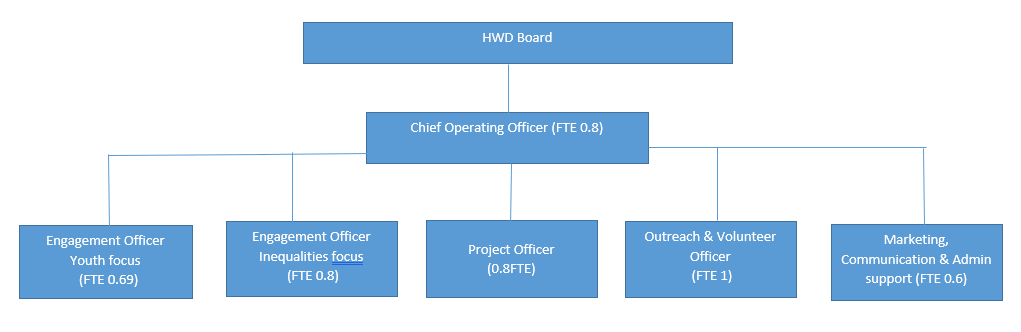 HWD Board
Chief Operating Officer (FTE 0.8)
Engagement Officer
Youth focus
(FTE 0.69)
Engagement Officer
Inequalities focus
(FTE 0.8)
Project Officer
(0.8FTE)
Outreach & Volunteer
Officer
(FTE 1)
Marketing,
Communication & Admin
support (FTE 0.6)